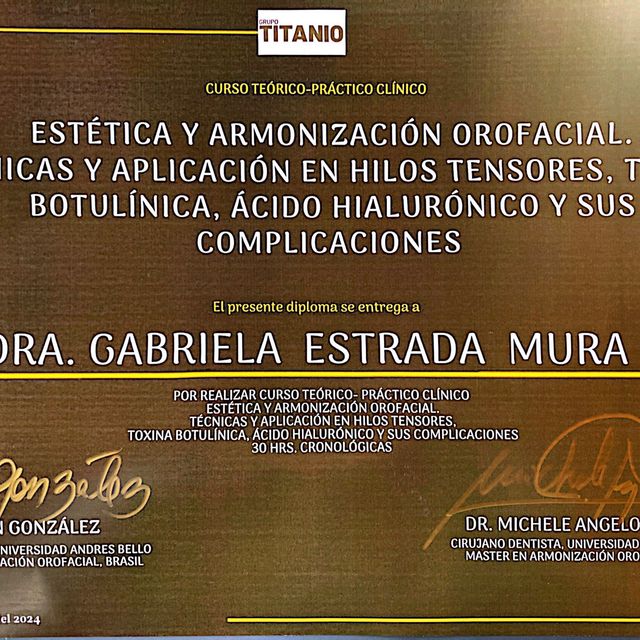 GRUPO
TITANIO
CURSO TEÓRICO-PRÁCTICO CLÍNICO
ESTÉTICA Y ARMONIZACIÓN OROFACIAL.
NICAS Y APLICACIÓN EN HILOS TENSORES, T
BOTULÍNICA, ÁCIDO HIALURÓNICO Y SUS
COMPLICACIONES
El presente diploma se entrega a
DRA. GABRIELA ESTRADA MURA
POR REALIZAR CURSO TEÓRICO- PRÁCTICO CLÍNICO
ESTÉTICA Y ARMONIZACIÓN OROFACIAL.
TÉCNICAS Y APLICACIÓN EN HILOS TENSORES,
TOXINA BOTULÍNICA, ÁCIDO HIALURÓNICO Y SUS COMPLICACIONES
30 HRS. CRONOLÓGICAS
González
N GONZÁLEZ
NIVERSIDAD ANDRES BELLO
ACIÓN OROFACIAL, BRASIL
DR. MICHELE ANGELO
CIRUJANO DENTISTA, UNIVERSIDAD
MASTER EN ARMONIZACIÓN ORO
el 2024